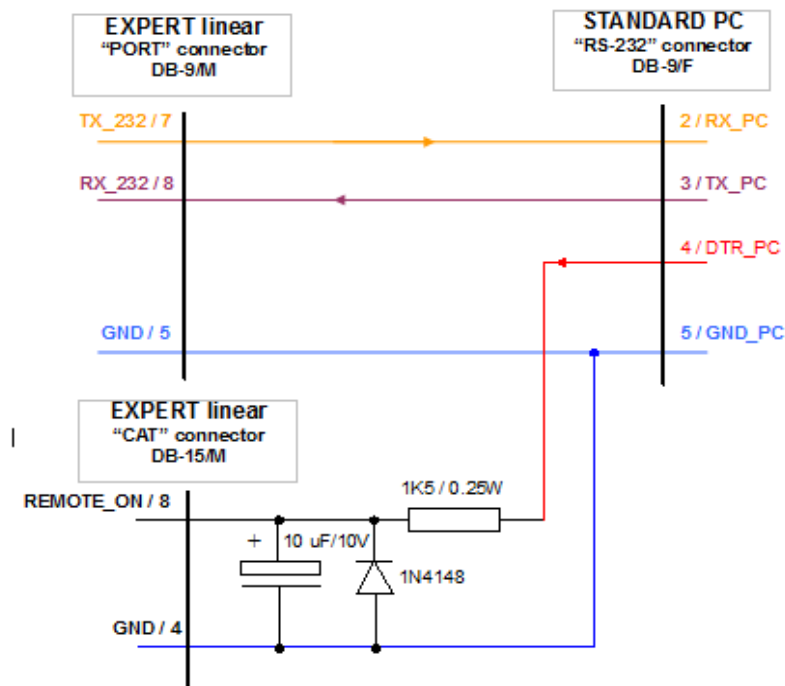 EXPERT linear
“PORT” connector
DB-9/M
STANDARD PC
“RS-232” connector
DB-9/F
TX_232 / 7
2 / RX_PC
RX_232 / 8
3 / TX_PC
4 / DTR_PC
GND / 5
5 / GND_PC
EXPERT linear
“CAT” connector
DB-15/M
REMOTE_ON / 8
1K5 / 0.25W
+
10 uF/10V
1N4148
GND / 4